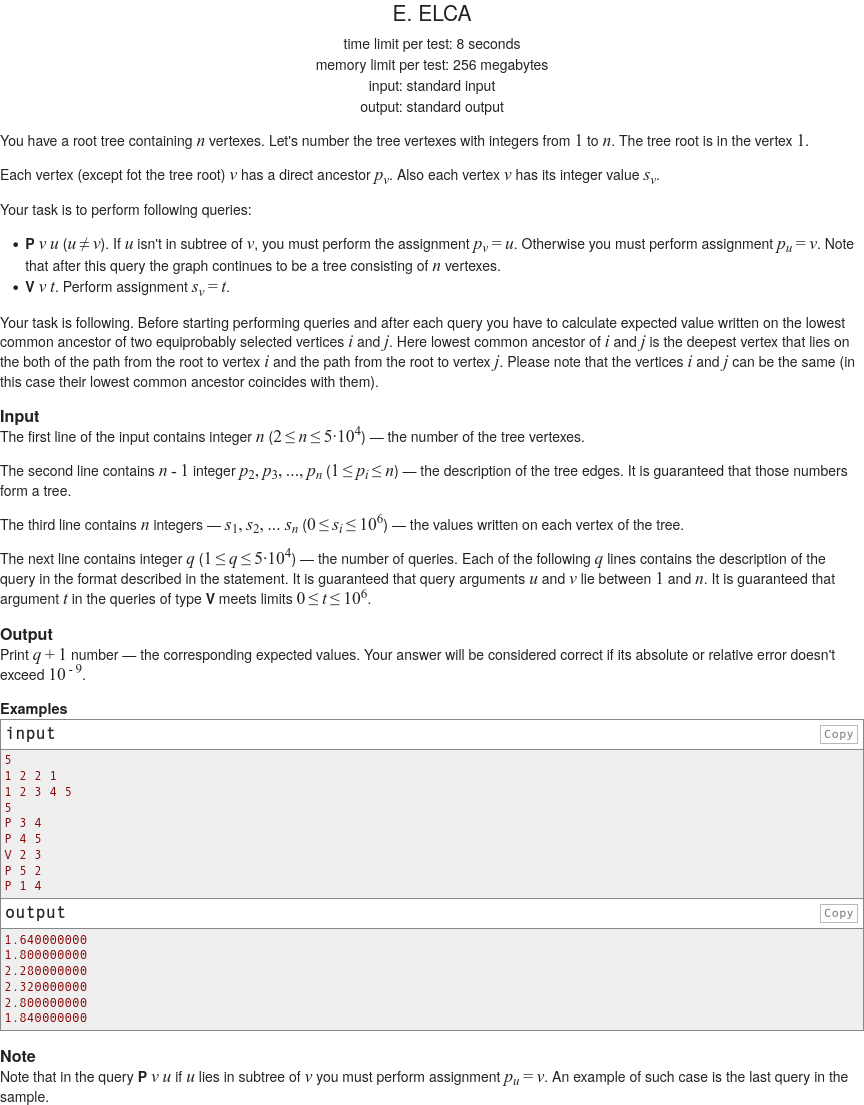 E. ELCA
time limit per test: 8 seconds
memory limit per test: 256 megabytes
input: standard input
output: standard output
You have a root tree containing n vertexes. Let's number the tree vertexes with integers from 1 to n. The tree root is in the vertex 1.
Each vertex (except fot the tree root) v has a direct ancestor p_v. Also each vertex v has its integer value s_v.
Your task is to perform following queries:
• P v u (u ≠ v). If u isn't in subtree of v, you must perform the assignment p_v = u. Otherwise you must perform assignment p_u = v. Note
that after this query the graph continues to be a tree consisting of n vertexes.
• V v t. Perform assignment s_v = t.
Your task is following. Before starting performing queries and after each query you have to calculate expected value written on the lowest
common ancestor of two equiprobably selected vertices i and j. Here lowest common ancestor of i and j is the deepest vertex that lies on
the both of the path from the root to vertex i and the path from the root to vertex j. Please note that the vertices i and j can be the same (in
this case their lowest common ancestor coincides with them).
Input
The first line of the input contains integer n (2 ≤ n ≤ 5·10^4) — the number of the tree vertexes.
The second line contains n - 1 integer p_2, p_3, ..., p_n (1 ≤ p_i ≤ n) — the description of the tree edges. It is guaranteed that those numbers
form a tree.
The third line contains n integers — s_1, s_2, ... s_n (0 ≤ s_i ≤ 10^6) — the values written on each vertex of the tree.
The next line contains integer q (1 ≤ q ≤ 5·10^4) — the number of queries. Each of the following q lines contains the description of the
query in the format described in the statement. It is guaranteed that query arguments u and v lie between 1 and n. It is guaranteed that
argument t in the queries of type V meets limits 0 ≤ t ≤ 10^6.
Output
Print q + 1 number — the corresponding expected values. Your answer will be considered correct if its absolute or relative error doesn't
exceed 10^-9.
Examples
input
Copy
5
1 2 2 1
1 2 3 4 5
5
P 3 4
P 4 5
V 2 3
P 5 2
P 1 4
output
Copy
1.640000000
1.800000000
2.280000000
2.320000000
2.800000000
1.840000000
Note
Note that in the query P v u if u lies in subtree of v you must perform assignment p_u = v. An example of such case is the last query in the
sample.